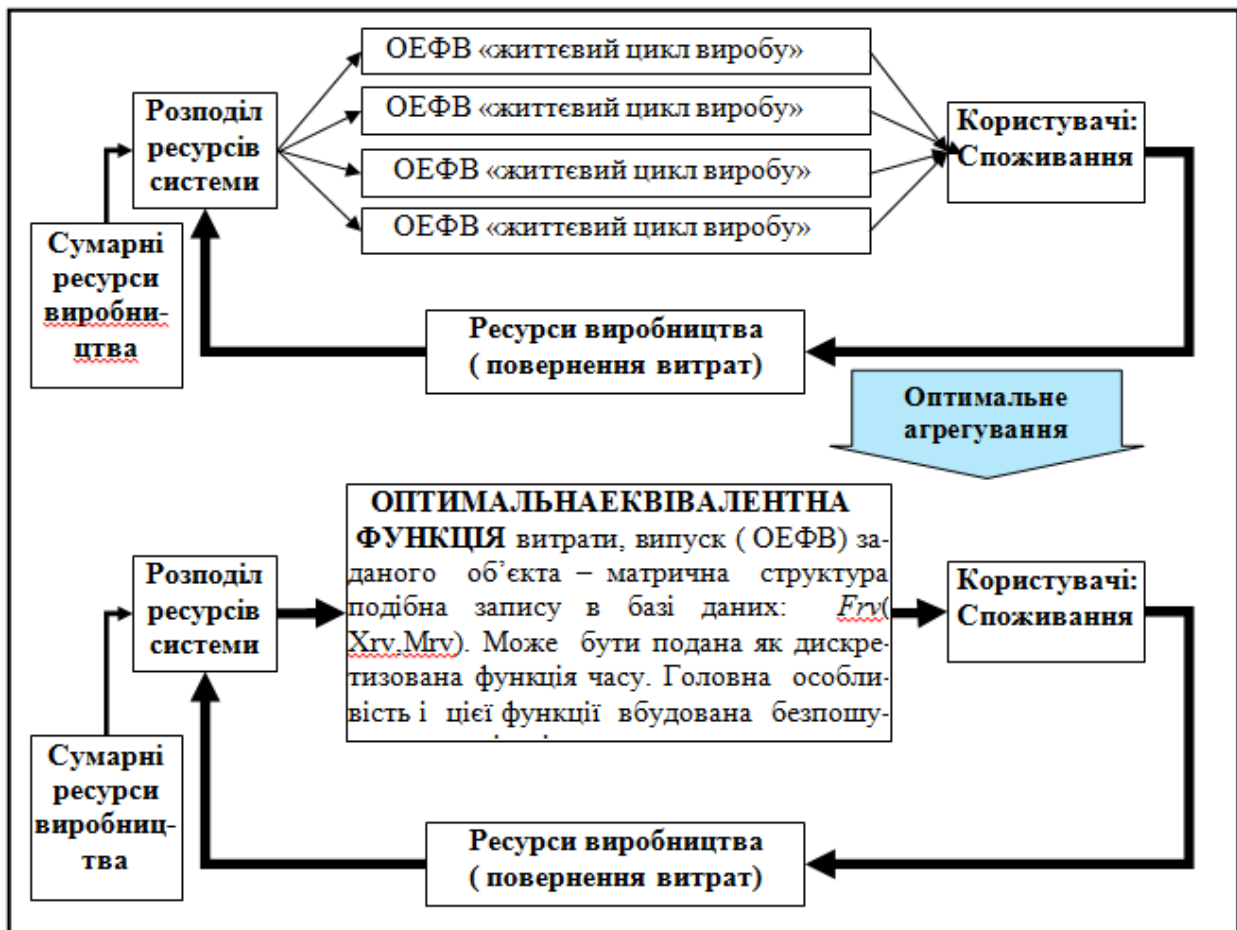 ОЕФВ «життєвий цикл виробу»
ОЕФВ «життєвий цикл виробу»
ОЕФВ «життєвий цикл виробу»
ОЕФВ «життєвий цикл виробу»
Розподіл
ресурсів
системи
Користувачі:
Споживання
Сумарні
ресурси
виробни-
цтва
Ресурси виробництва
( повернення витрат)
Оптимальне
агрегування
ОПТИМАЛЬНАЕКВІВАЛЕНТНА
ФУНКЦІЯ витрати, випуск ( ОЕФВ) за-
даного об’єкта – матрична структура
подібна запису в базі даних: Frv(
Xrv,Mrv). Може бути подана як дискре-
тизована функція часу. Головна особли-
вість і цієї функції вбудована безпошу-
Розподіл
ресурсів
системи
Користувачі:
Споживання
Сумарні
ресурси
виробниц-
тва
Ресурси виробництва
( повернення витрат)